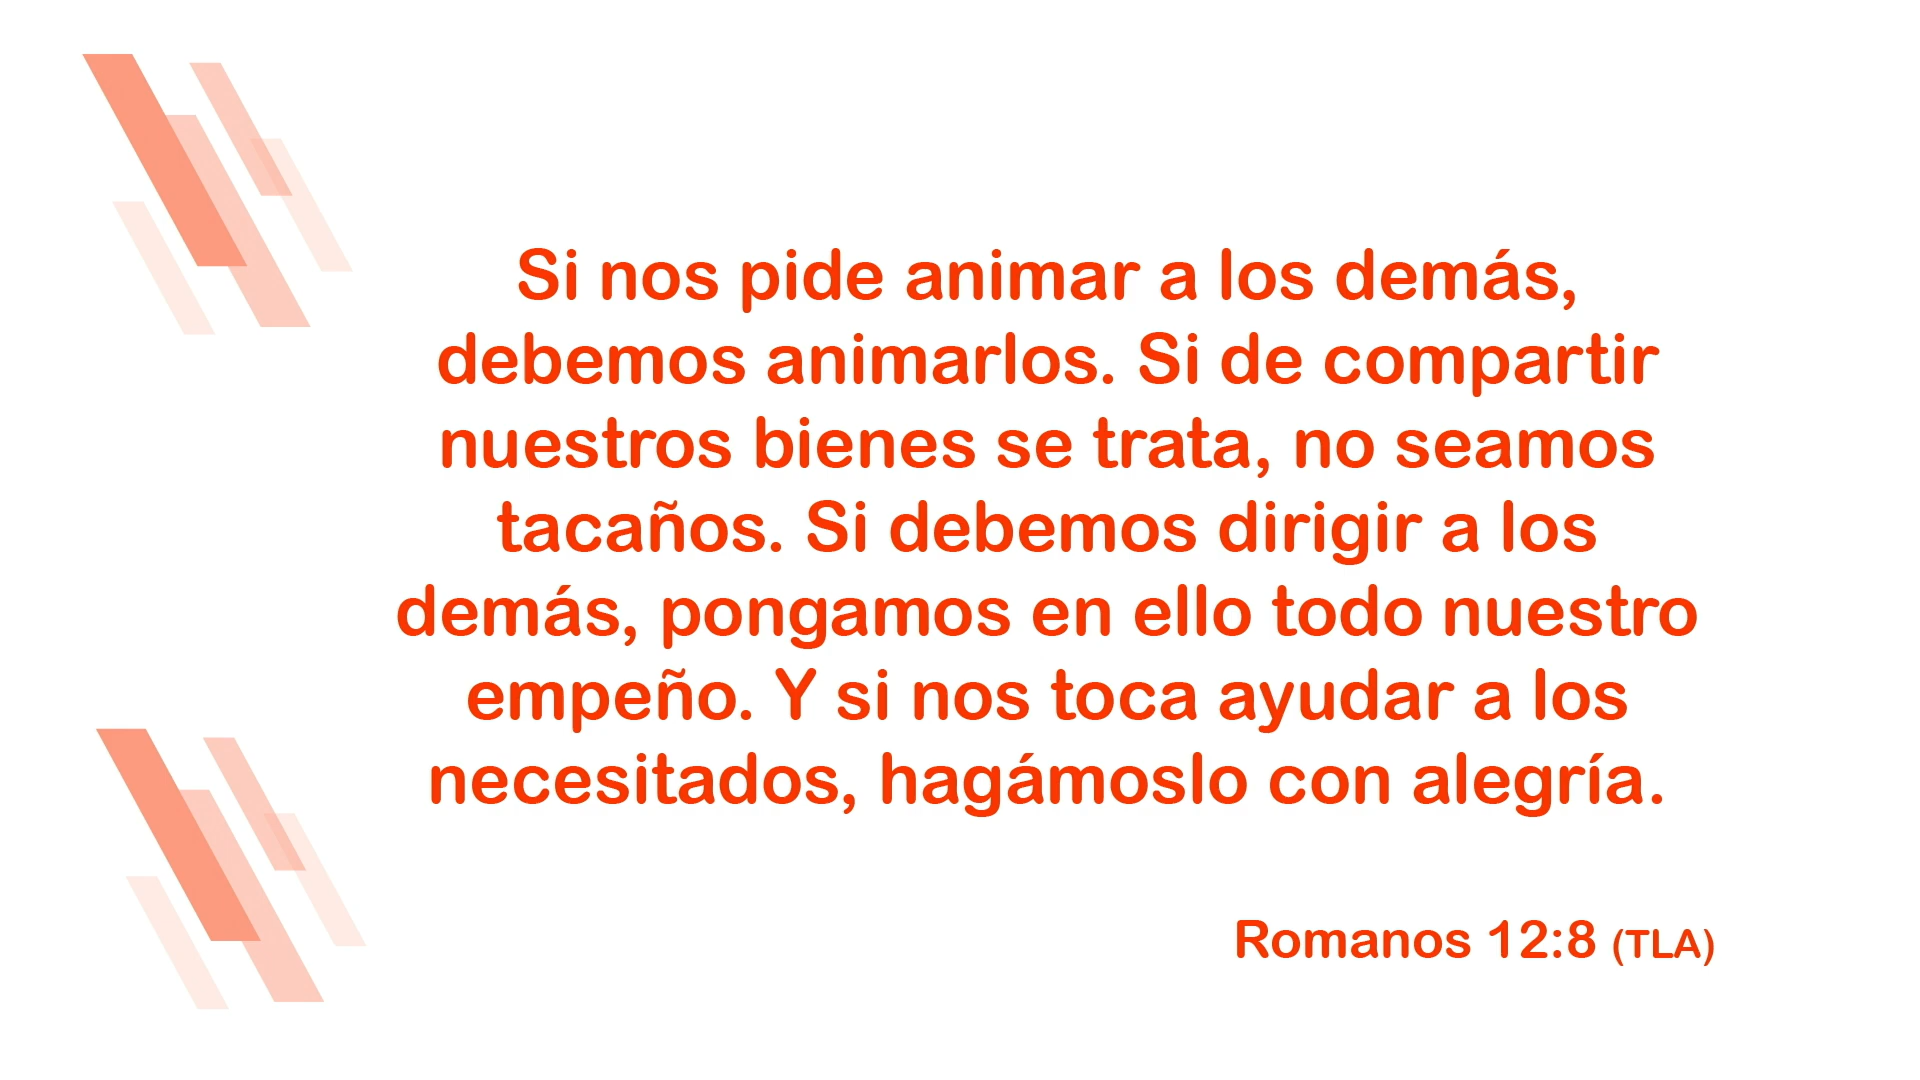 Si nos pide animar a los demás,
debemos animarlos. Si de compartir
nuestros bienes se trata, no seamos
tacaños. Si debemos dirigir a los
demás, pongamos en ello todo nuestro
empeño. Y si nos toca ayudar a los
necesitados, hagámoslo con alegría.
Romanos 12:8 (TLA)